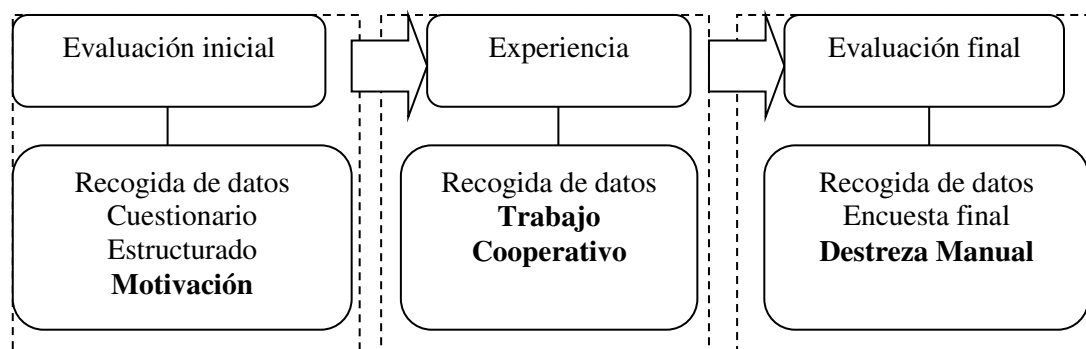 Evaluación inicial
Experiencia
Evaluación final
Recogida de datos
Cuestionario
Estructurado
Motivación
Recogida de datos
Trabajo
Cooperativo
Recogida de datos
Encuesta final
Destreza Manual